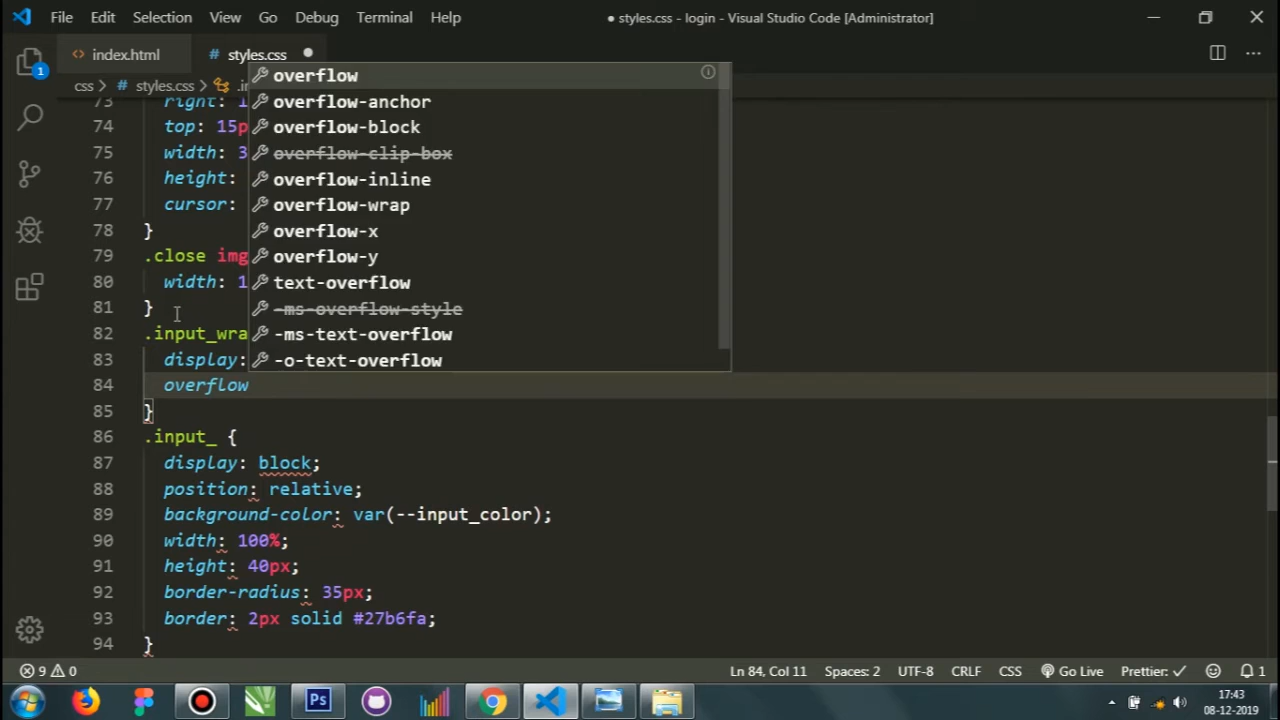 File Edit Selection View Go Debug Terminal Help ● styles.css - login - Visual Studio Code [Administrator]
<> index.html # styles.css ●
css > # styles.css >
overflow
overflow-anchor
overflow-block
overflow-clip-box
overflow-inline
overflow-wrap
overflow-x
overflow-y
text-overflow
-ms-overflow-style
-ms-text-overflow
-o-text-overflow
73 right: 1
74 top: 15p
75 width: 3
76 height:
77 cursor:
78 }
79 .close img
80 width: 1
81 }
82 .input_wra
83 display:
84 overflow
85 }
86 .input_ {
87 display: block;
88 position: relative;
89 background-color: var(--input_color);
90 width: 100%;
91 height: 40px;
92 border-radius: 35px;
93 border: 2px solid #27b6fa;
94 }
1
9 0 Ln 84, Col 11 Spaces: 2 UTF-8 CRLF CSS Go Live Prettier: ✓ 1
Ps
17:43
08-12-2019